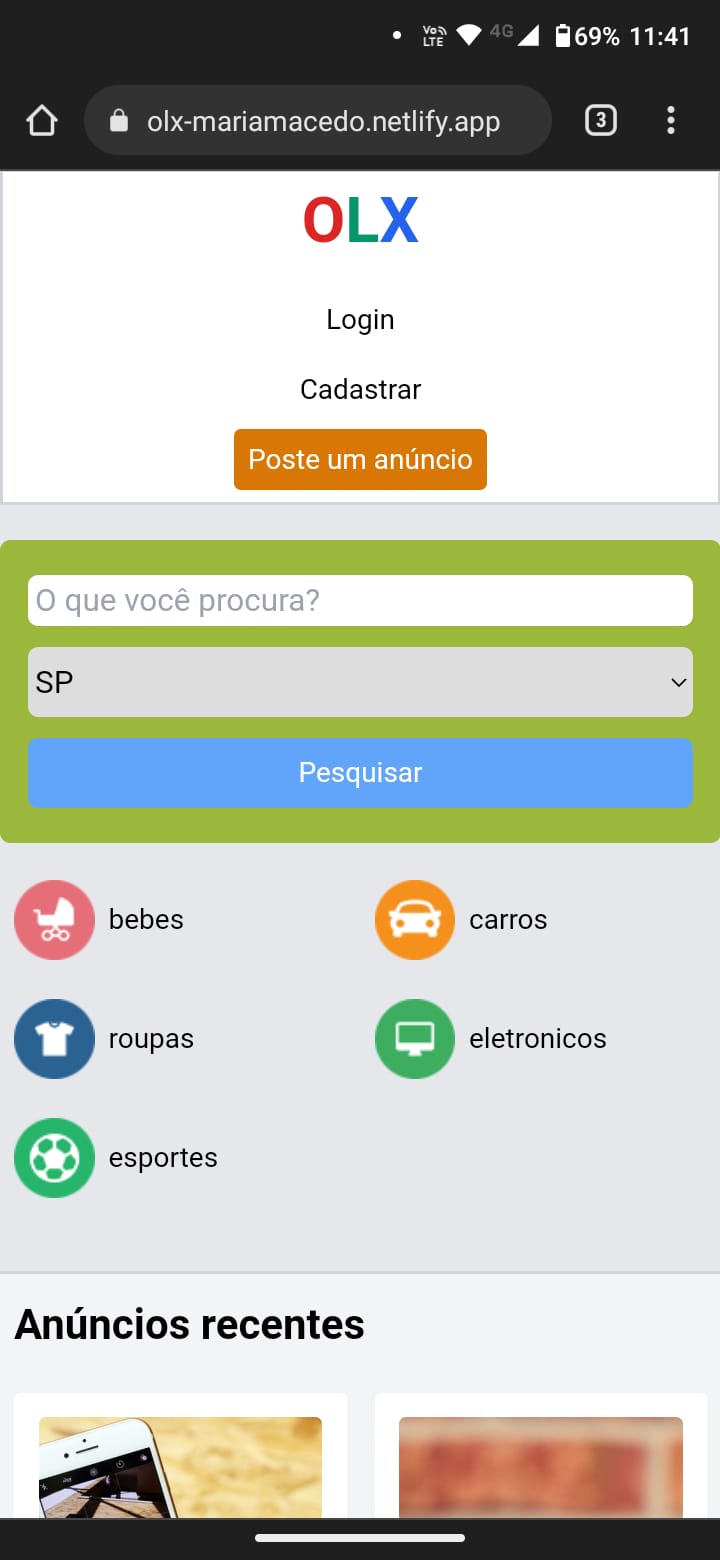 Vo LTE 4G 69% 11:41
olx-mariamacedo.netlify.app 3
OLX
Login
Cadastrar
Poste um anúncio
O que você procura?
SP
Pesquisar
bebes carros
roupas eletronicos
esportes
Anúncios recentes